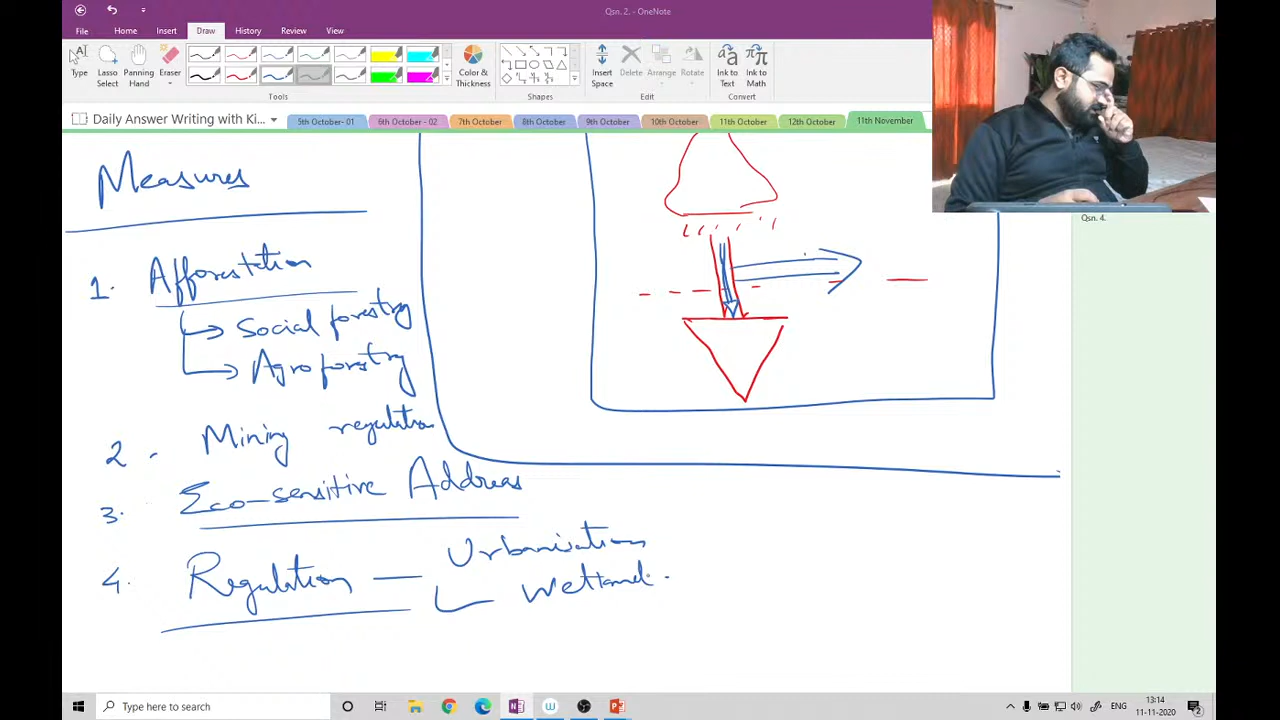 Qsn. 2. - OneNote
File Home Insert Draw History Review View
Type Lasso Select Panning Hand Eraser Color & Thickness Insert Space Delete Arrange Rotate Ink to Text Ink to Math
Tools Shapes Edit Convert
Daily Answer Writing with Ki... 5th October- 01 6th October - 02 7th October 8th October 9th October 10th October 11th October 12th October 11th November
Qsn. 4.
Measures
1. Afforestation
Social forestry
Agroforestry
2. Mining regulation
3. Eco-sensitive Address
4. Regulation — Urbanisation
Wetland.
Type here to search
13:14
11-11-2020
2